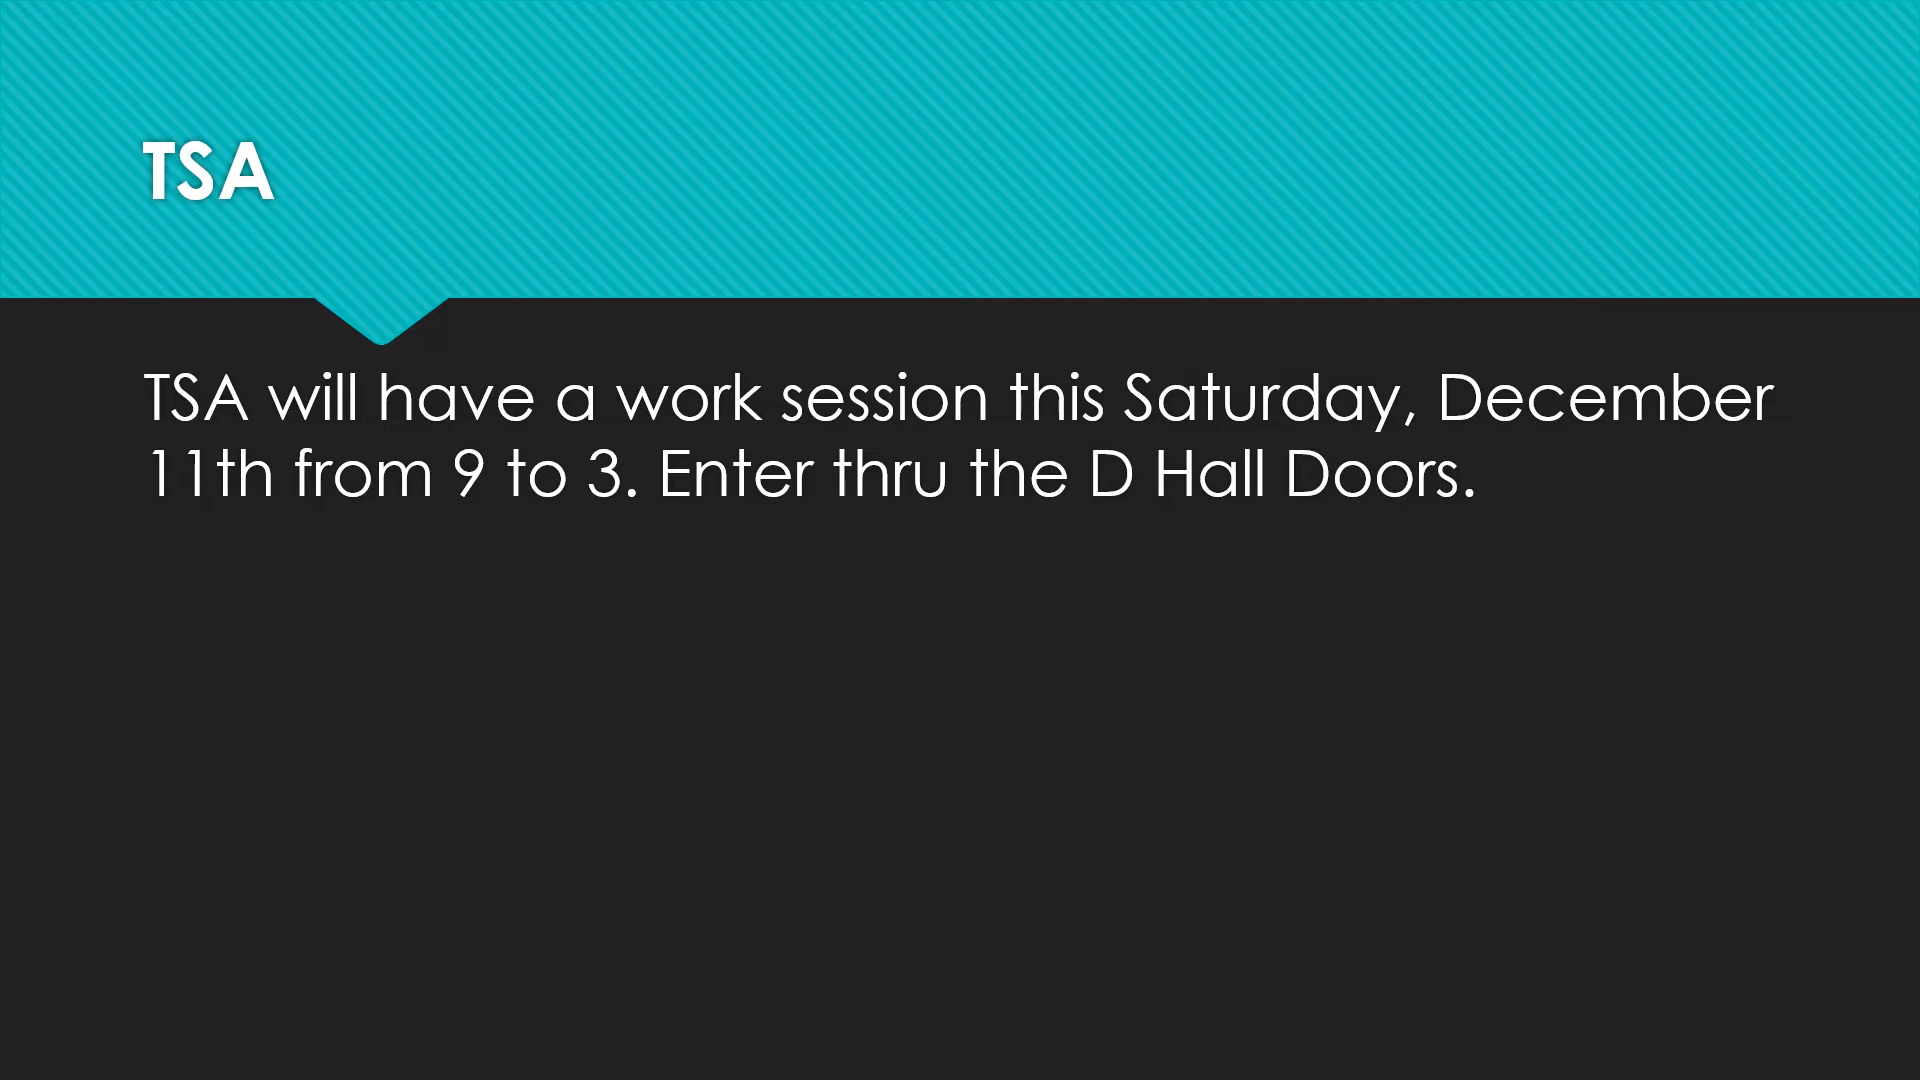 TSA
TSA will have a work session this Saturday, December
11th from 9 to 3. Enter thru the D Hall Doors.